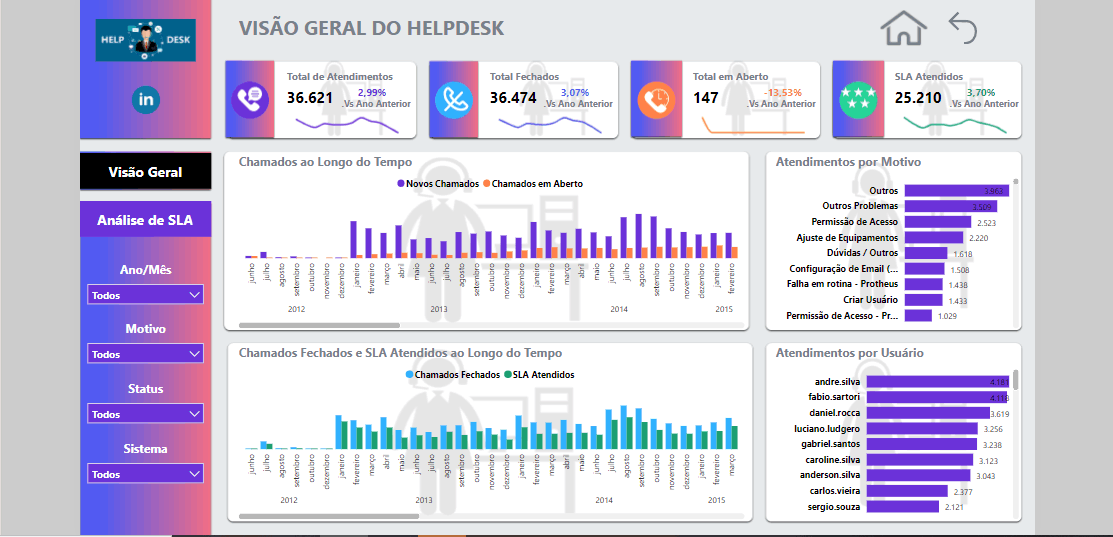 HELP DESK
in
Visão Geral
Análise de SLA
Ano/Mês
Todos
Motivo
Todos
Status
Todos
Sistema
Todos
VISÃO GERAL DO HELPDESK
Total de Atendimentos
36.621
2,99%
.Vs Ano Anterior
Total Fechados
36.474
3,07%
.Vs Ano Anterior
Total em Aberto
147
-13,53%
.Vs Ano Anterior
SLA Atendidos
25.210
3,70%
.Vs Ano Anterior
Chamados ao Longo do Tempo
Novos Chamados Chamados em Aberto
junho julho agosto setembro outubro novembro dezembro janeiro fevereiro março abril maio junho julho agosto setembro outubro novembro dezembro janeiro fevereiro março abril maio junho julho agosto setembro outubro novembro dezembro janeiro fevereiro
2012 2013 2014 2015
Atendimentos por Motivo
Outros 3.862
Outros Problemas 3.509
Permissão de Acesso 2.523
Ajuste de Equipamentos 2.220
Dúvidas / Outros 1.618
Configuração de Email (... 1.508
Falha em rotina - Protheus 1.438
Criar Usuário 1.433
Permissão de Acesso - Pr... 1.029
Chamados Fechados e SLA Atendidos ao Longo do Tempo
Chamados Fechados SLA Atendidos
junho julho agosto setembro outubro dezembro janeiro fevereiro março abril maio junho julho agosto setembro outubro novembro dezembro janeiro fevereiro março abril maio junho julho agosto setembro outubro novembro dezembro janeiro fevereiro março
2012 2013 2014 2015
Atendimentos por Usuário
andre.silva 4.161
fabio.sartori 4.118
daniel.rocca 3.619
luciano.ludgero 3.256
gabriel.santos 3.238
caroline.silva 3.123
anderson.silva 3.043
carlos.vieira 2.377
sergio.souza 2.121